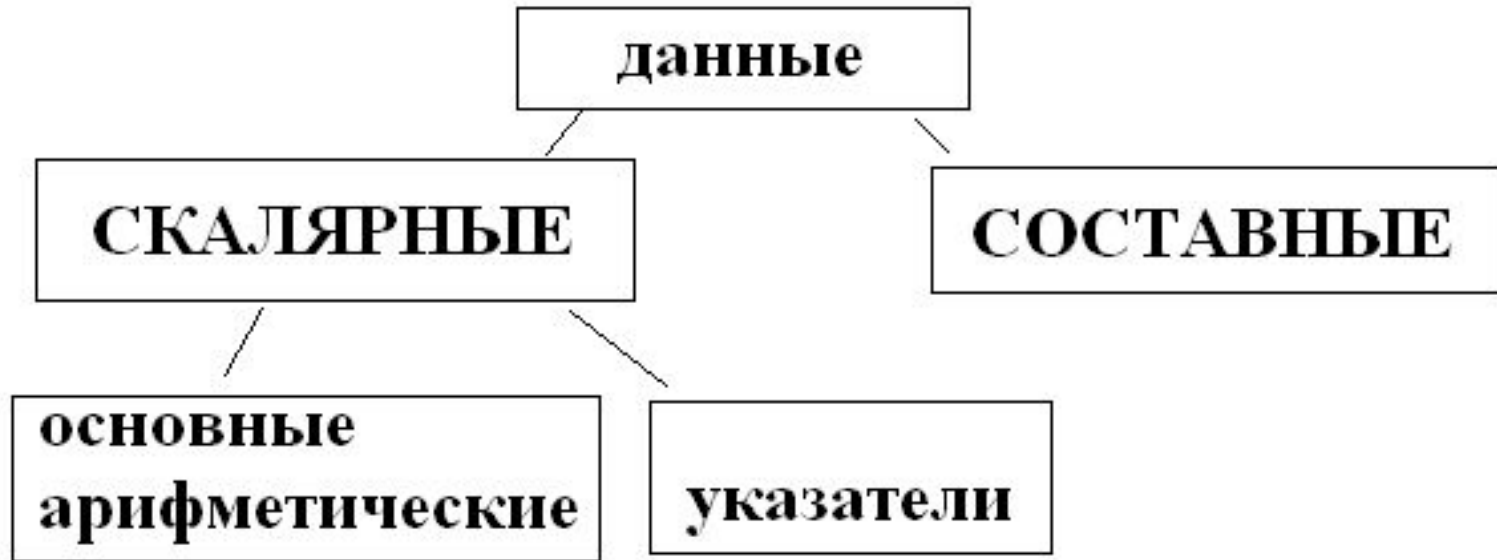 данные
СКАЛЯРНЫЕ
СОСТАВНЫЕ
основные
арифметические
указатели